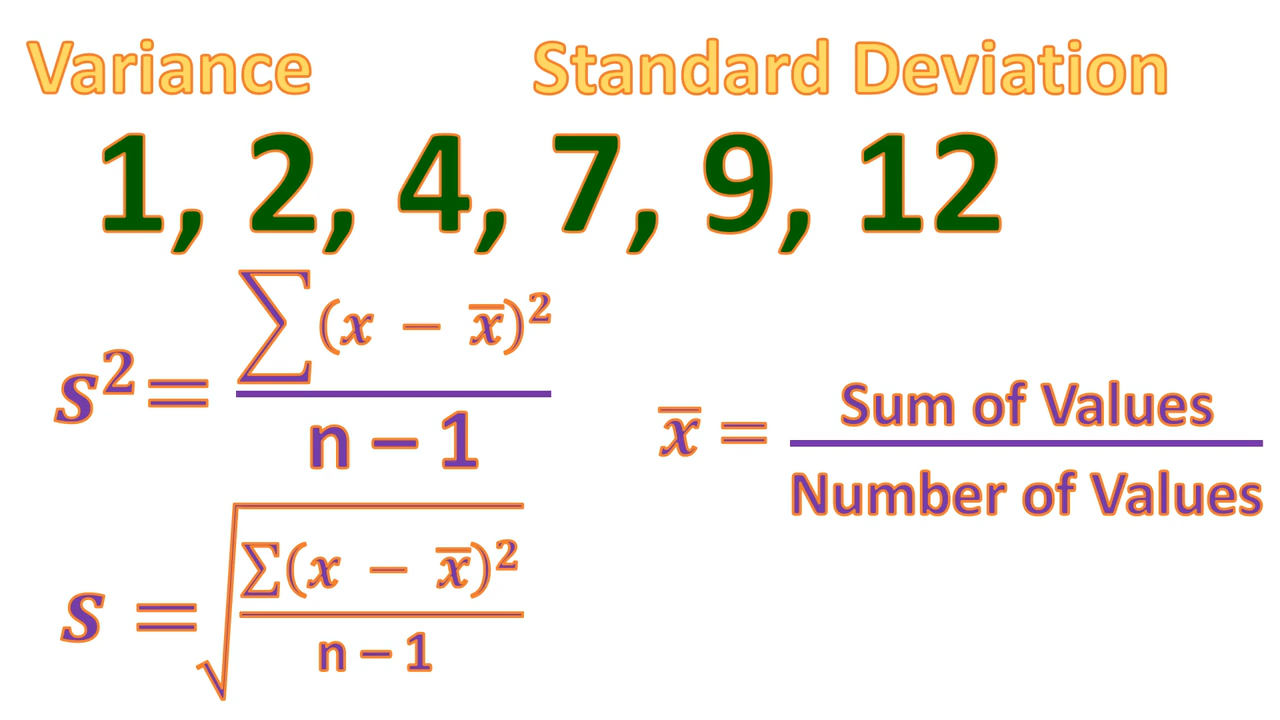 Variance Standard Deviation
1, 2, 4, 7, 9, 12
s² = ∑(x − x̅)² / n − 1
x̅ = Sum of Values / Number of Values
s = √(∑(x − x̅)² / n − 1)